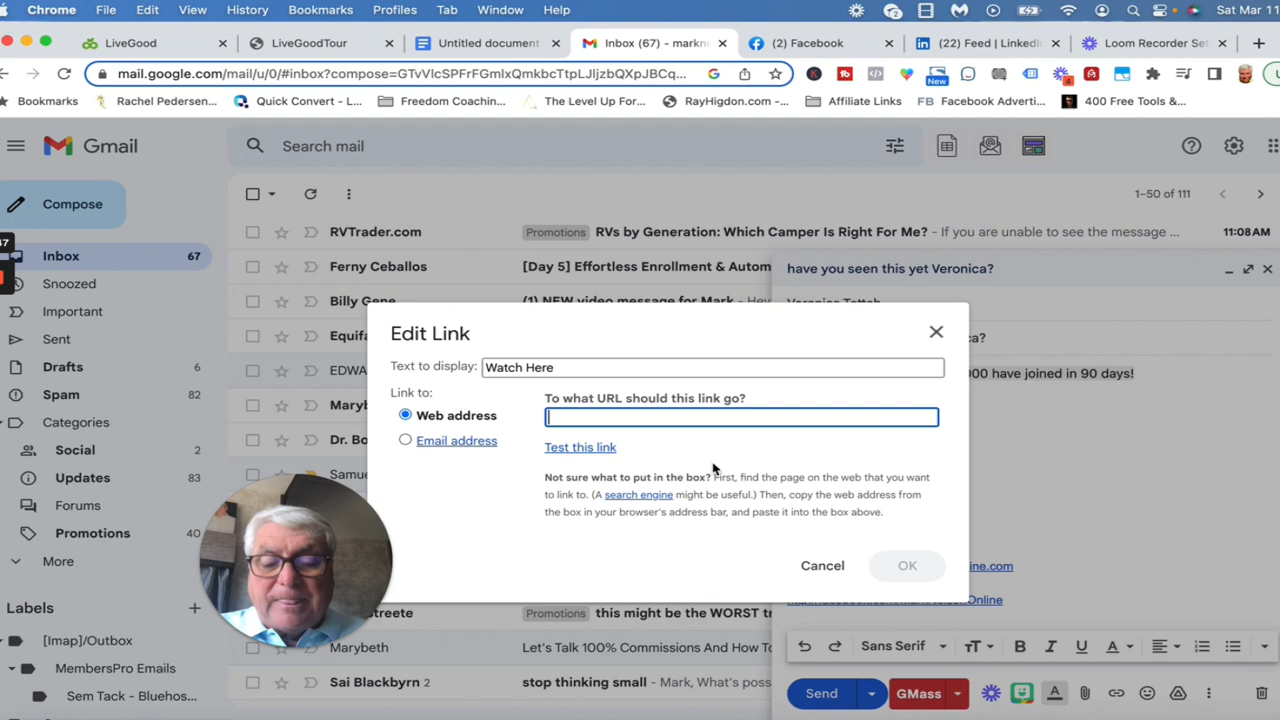 Chrome File Edit View History Bookmarks Profiles Tab Window Help Sat Mar 11
LiveGood LiveGoodTour Untitled document Inbox (67) - markn Facebook (22) Feed | LinkedIn Loom Recorder Set
mail.google.com/mail/u/0/#inbox?compose=GTvVlcSPFrFGmlxQmkbcTtpLJljzbQXpJBCq...
New 4
Bookmarks Rachel Pedersen... Quick Convert - L... Freedom Coachin... The Level Up For... RayHigdon.com -... Affiliate Links FB Facebook Adverti... 400 Free Tools &...
Gmail Search mail
Compose 1–50 of 111
RVTrader.com Promotions RVs by Generation: Which Camper Is Right For Me? - If you are unable to see the message ... 11:08 AM
Inbox 67
Ferny Ceballos [Day 5] Effortless Enrollment & Autom
have you seen this yet Veronica?
Snoozed
Billy Gene (1) NEW video message for Mark - Hey
Important
Sent
Edit Link
Drafts 6
Text to display: Watch Here
000 have joined in 90 days!
Spam 82
Link to: To what URL should this link go?
Web address
Categories
Email address Test this link
Social 2
Updates 83
Not sure what to put in the box? First, find the page on the web that you want
to link to. (A search engine might be useful.) Then, copy the web address from
the box in your browser's address bar, and paste it into the box above.
Forums
Promotions 40
More
Cancel OK
Labels
Promotions this might be the WORST
[Imap]/Outbox
Marybeth Let's Talk 100% Commissions And How To
MembersPro Emails
Sans Serif
Sai Blackbyrn 2 stop thinking small - Mark, What's poss
Sem Tack - Bluehos...
Send GMass